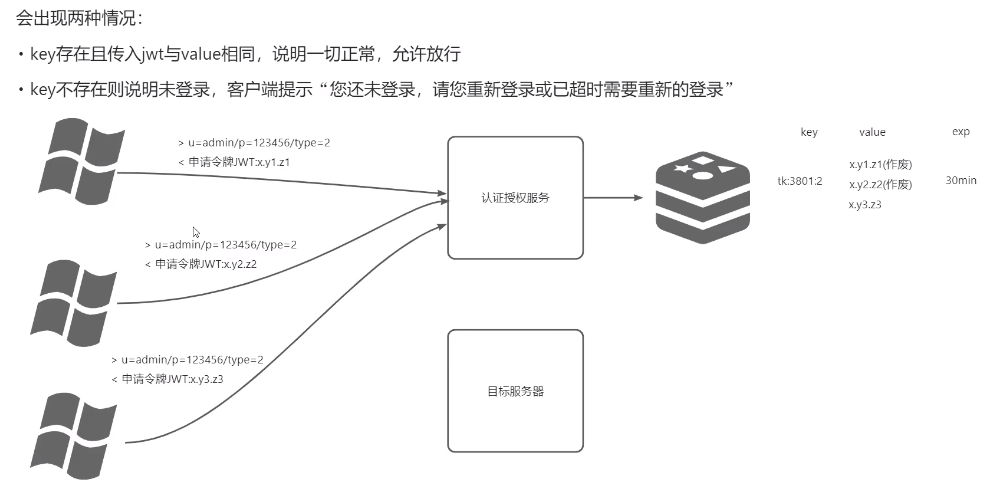 会出现两种情况：
• key存在且传入jwt与value相同，说明一切正常，允许放行
• key不存在则说明未登录，客户端提示“您还未登录，请您重新登录或已超时需要重新的登录”
> u=admin/p=123456/type=2
< 申请令牌JWT:x.y1.z1
> u=admin/p=123456/type=2
< 申请令牌JWT:x.y2.z2
> u=admin/p=123456/type=2
< 申请令牌JWT:x.y3.z3
认证授权服务
目标服务器
key value exp
x.y1.z1(作废)
tk:3801:2 x.y2.z2(作废) 30min
x.y3.z3